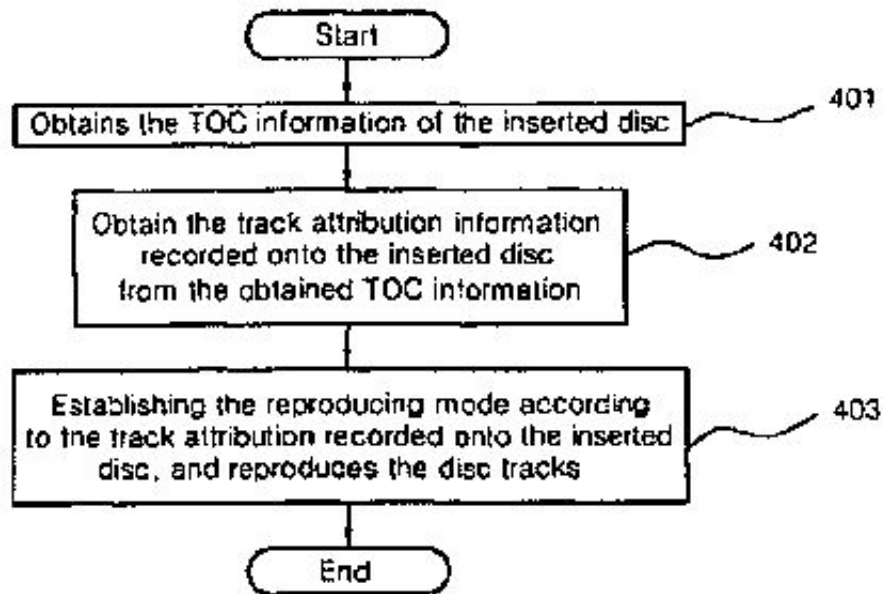 Start
Obtains the TOC information of the inserted disc
401
Obtain the track attribution information
recorded onto the inserted disc
from the obtained TOC information
402
Establishing the reproducing mode according
to the track attribution recorded onto the inserted
disc, and reproduces the disc tracks
403
End